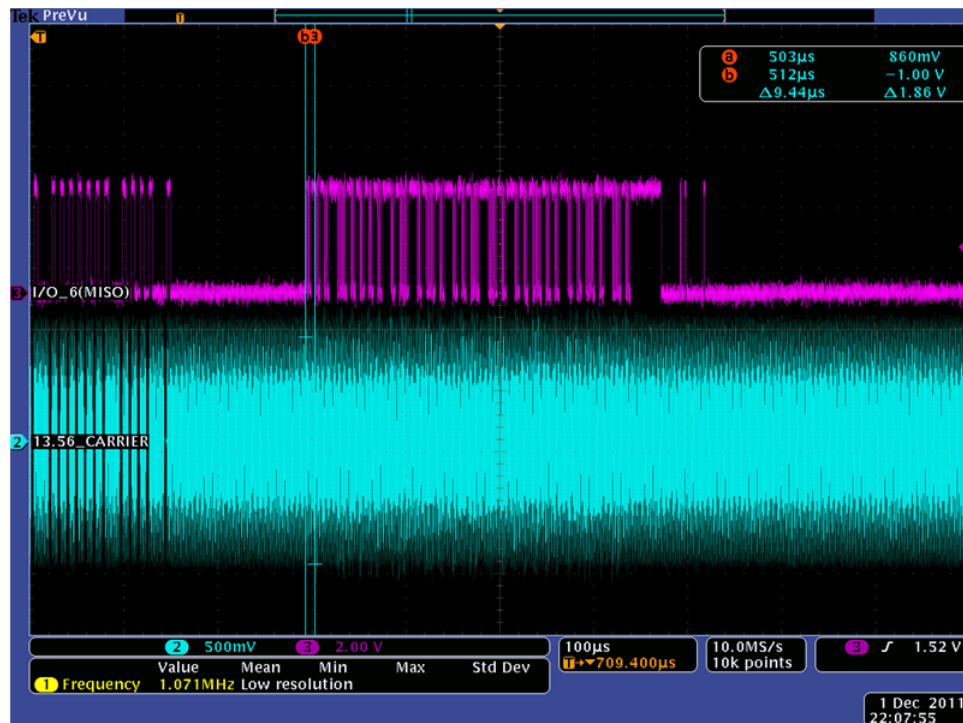 Tek PreVu
T
T
b a
a 503µs 860mV
b 512µs −1.00 V
Δ9.44µs Δ1.86 V
3 I/O_6(MISO)
2 13.56_CARRIER
2 500mV 3 2.00 V
100µs
T→▼709.400µs
10.0MS/s
10k points
3 1.52 V
Value Mean Min Max Std Dev
1 Frequency 1.071MHz Low resolution
1 Dec 2011
22:07:55